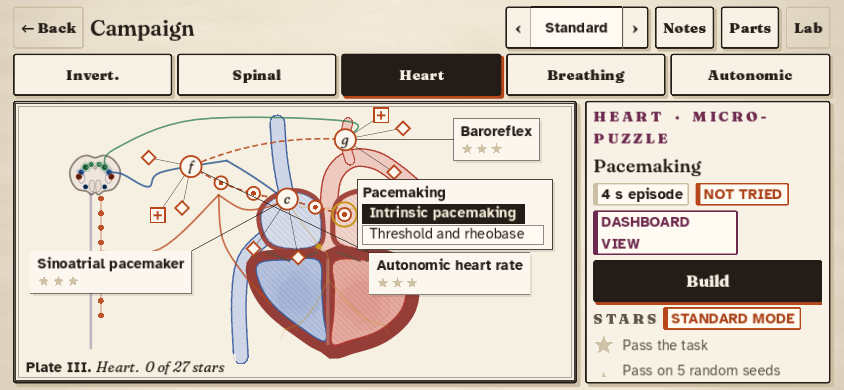 ← Back
Campaign
‹ Standard ›
Notes
Parts
Lab
Invert.
Spinal
Heart
Breathing
Autonomic
g
Baroreflex
f
Pacemaking
Intrinsic pacemaking
Threshold and rheobase
c
Sinoatrial pacemaker
Autonomic heart rate
Plate III. Heart. 0 of 27 stars
HEART · MICRO-
PUZZLE
Pacemaking
4 s episode
NOT TRIED
DASHBOARD
VIEW
Build
STARS
STANDARD MODE
Pass the task
Pass on 5 random seeds